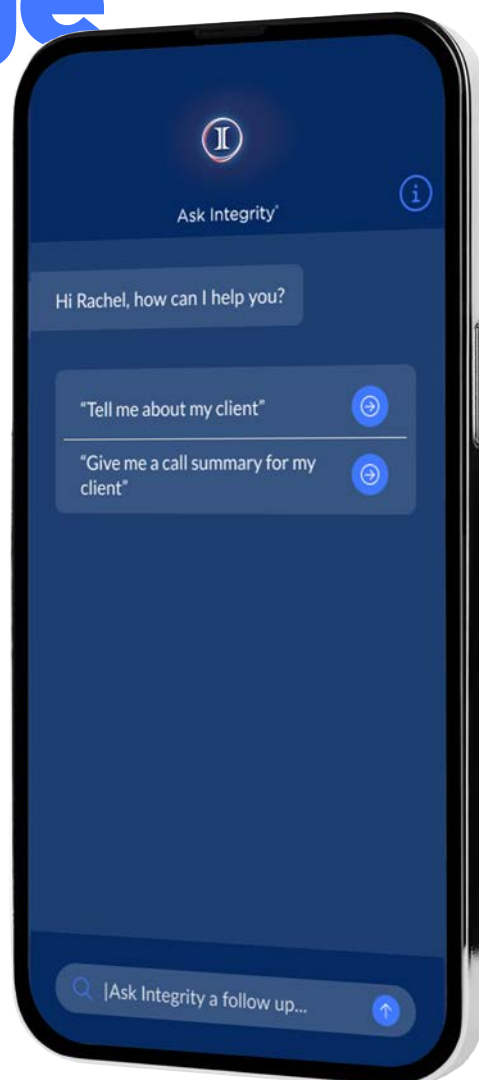 Ask Integrity®
Hi Rachel, how can I help you?
“Tell me about my client”
“Give me a call summary for my
client”
Ask Integrity a follow up...